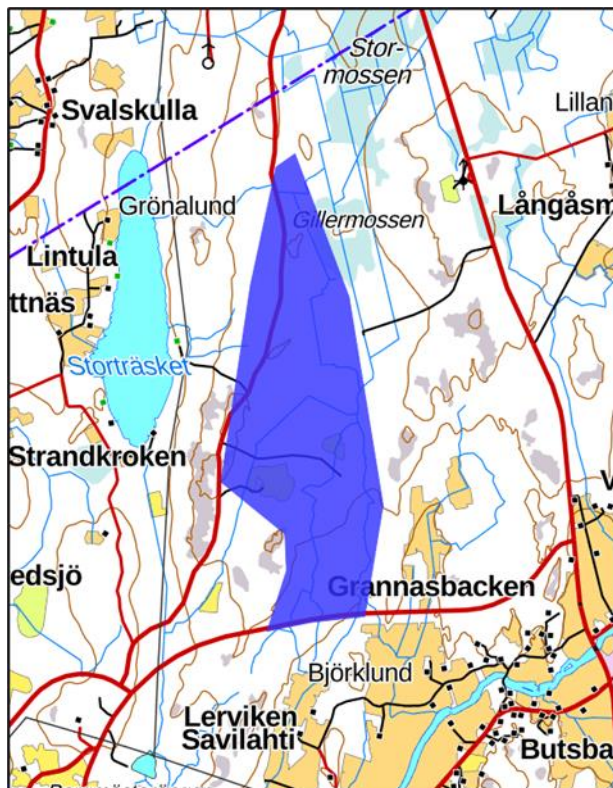 Stor-
mossen
Svalskulla
Lillan
Grönalund
Gillermossen
Långåsm
Lintula
ttnäs
Storträsket
Strandkroken
V
edsjö
Grannasbacken
Björklund
Lerviken
Savilahti
Butsba